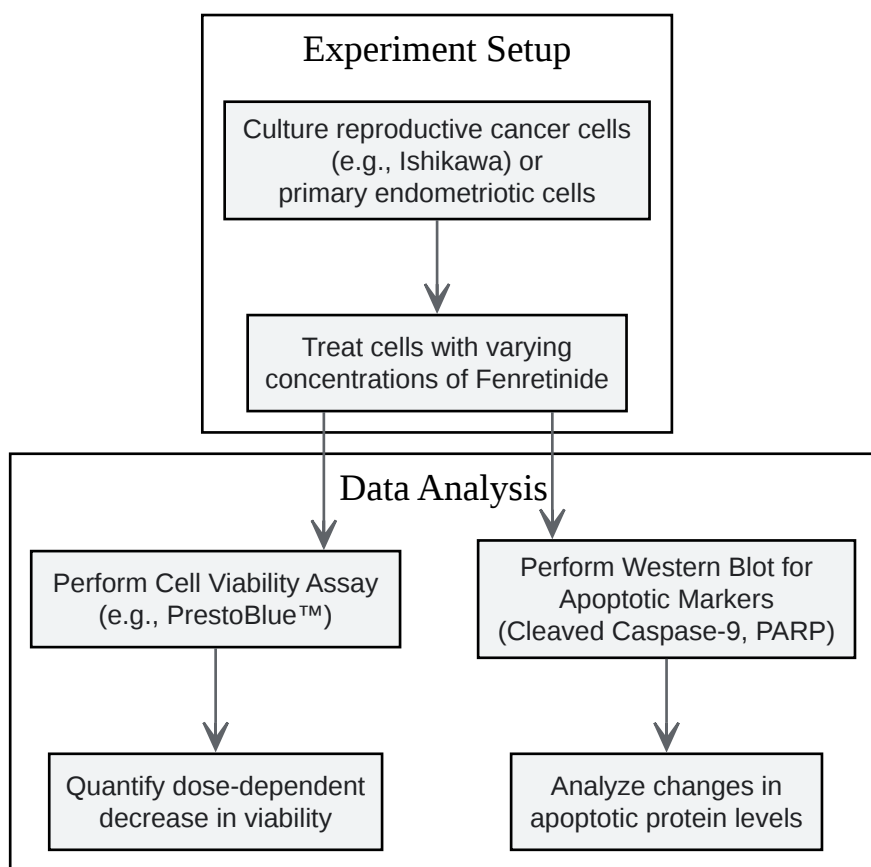 Experiment Setup
Culture reproductive cancer cells
(e.g., Ishikawa) or
primary endometriotic cells
Treat cells with varying
concentrations of Fenretinide
Data Analysis
Perform Cell Viability Assay
(e.g., PrestoBlue™)
Perform Western Blot for
Apoptotic Markers
(Cleaved Caspase-9, PARP)
Quantify dose-dependent
decrease in viability
Analyze changes in
apoptotic protein levels